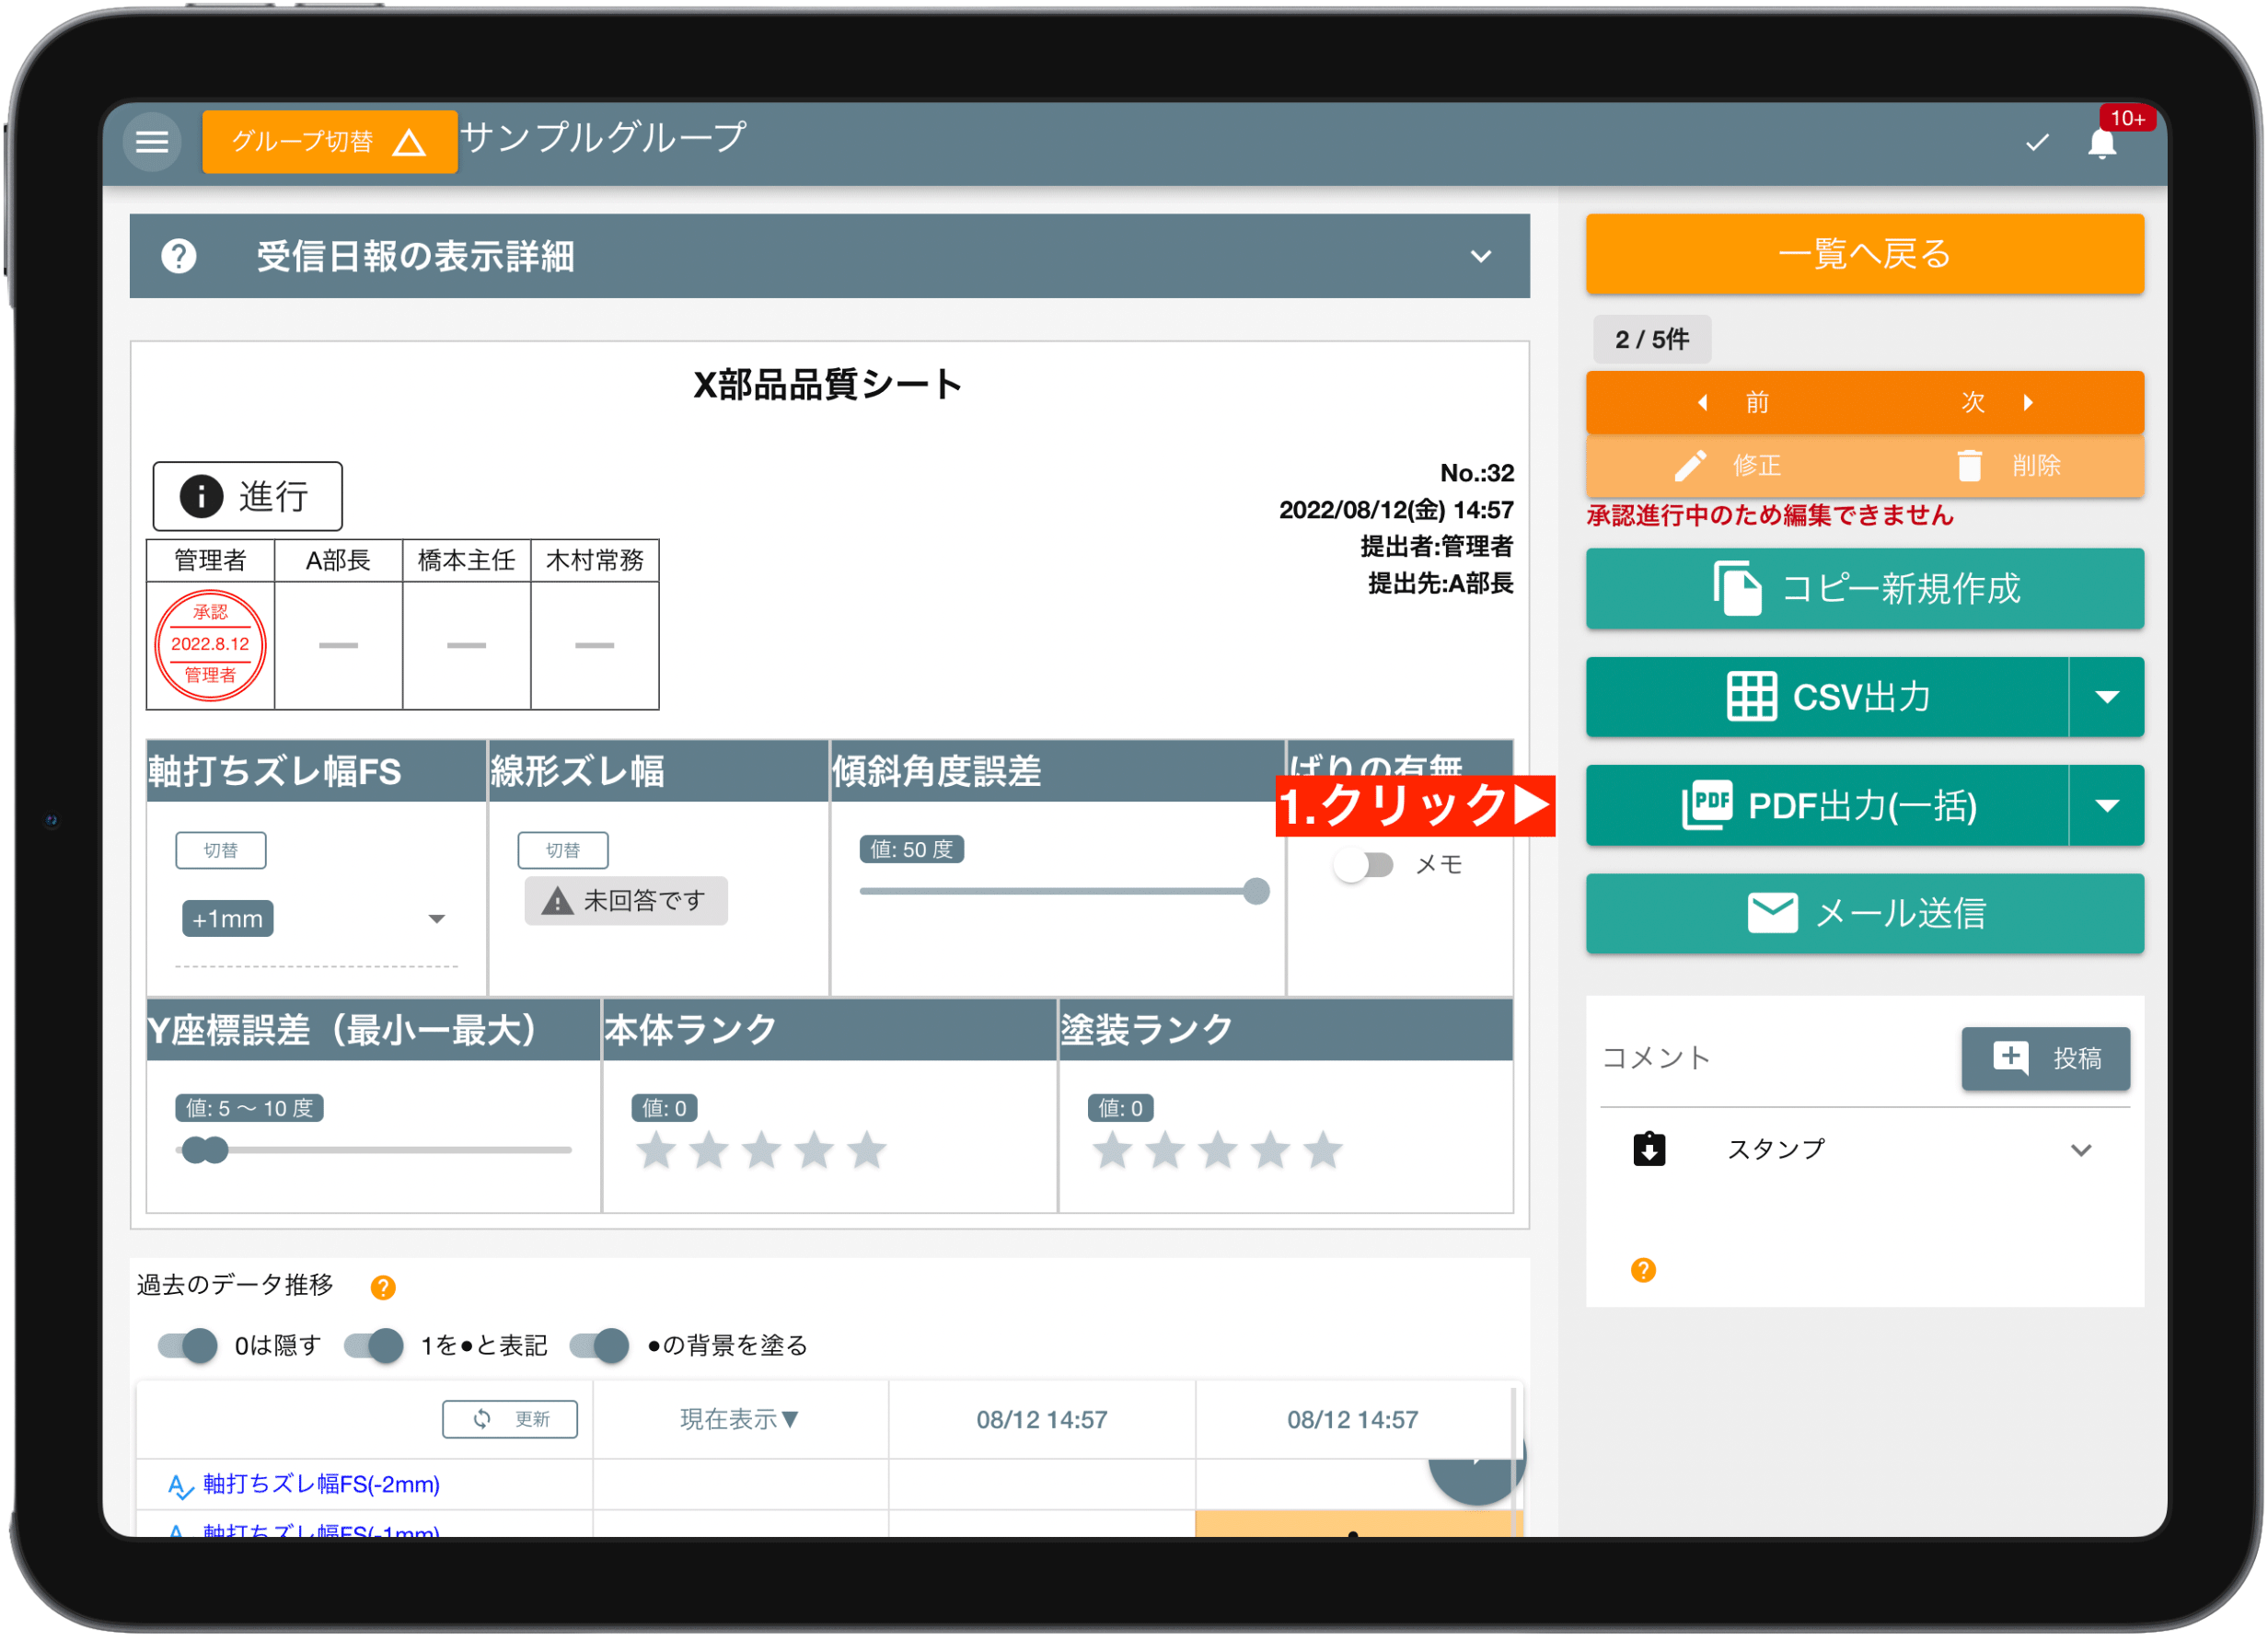 グループ切替
サンプルグループ
10+
受信日報の表示詳細
X部品品質シート
進行
No.:32
2022/08/12(金) 14:57
提出者:管理者
提出先:A部長
管理者 A部長 橋本主任 木村常務
承認
2022.8.12
管理者
軸打ちズレ幅FS 線形ズレ幅 傾斜角度誤差 ばりの有無
切替
+1mm
切替
未回答です
値: 50 度
メモ
1.クリック▶
Y座標誤差（最小ー最大） 本体ランク 塗装ランク
値: 5 〜 10 度
値: 0
値: 0
過去のデータ推移
0は隠す 1を●と表記 ●の背景を塗る
更新 現在表示▼ 08/12 14:57 08/12 14:57
軸打ちズレ幅FS(-2mm)
軸打ちズレ幅FS(-1mm)
一覧へ戻る
2 / 5件
前 次
修正 削除
承認進行中のため編集できません
コピー新規作成
CSV出力
PDF PDF出力(一括)
メール送信
コメント
投稿
スタンプ